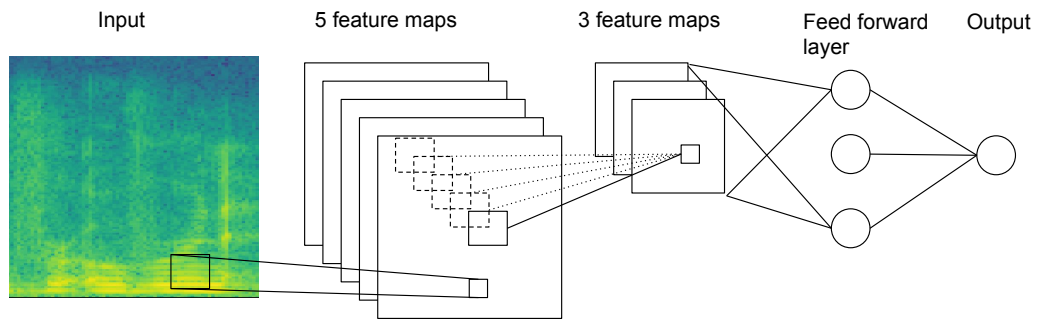 Input
5 feature maps
3 feature maps
Feed forward
layer
Output